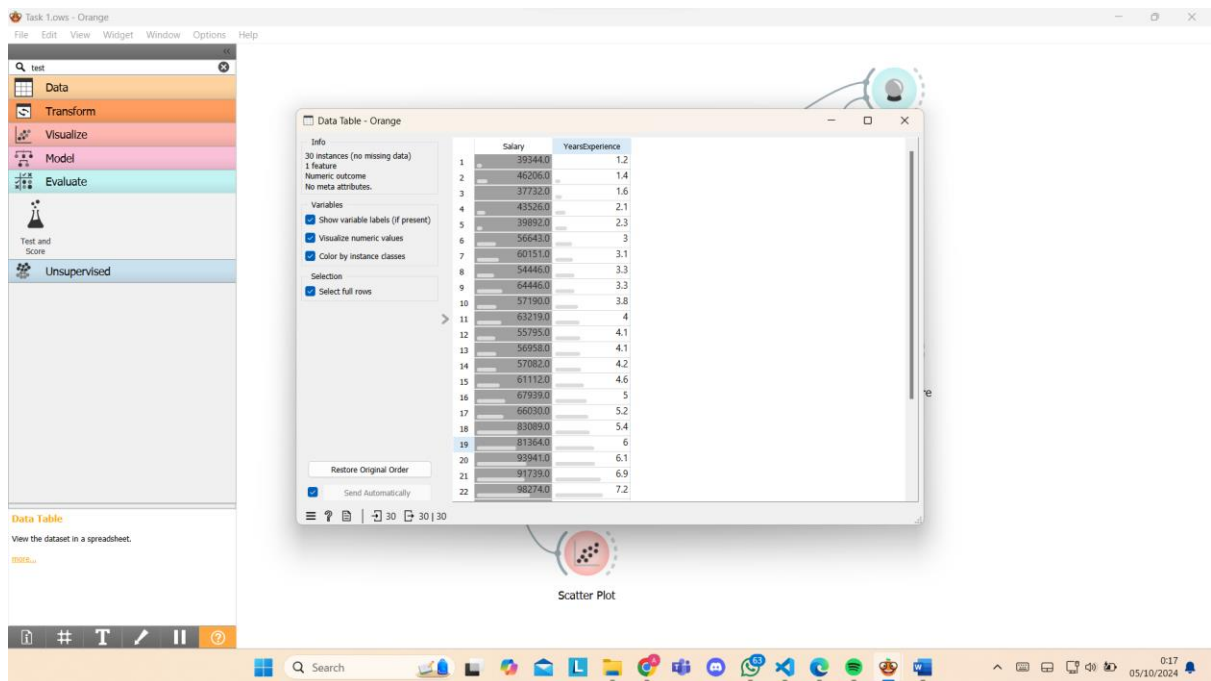 Task 1.ows - Orange
File Edit View Widget Window Options Help
test
Data
Transform
Visualize
Model
Evaluate
Test and
Score
Unsupervised
Data Table
View the dataset in a spreadsheet.
more...
Data Table - Orange
Info
30 instances (no missing data)
1 feature
Numeric outcome
No meta attributes.
Variables
Show variable labels (if present)
Visualize numeric values
Color by instance classes
Selection
Select full rows
Restore Original Order
Send Automatically
30 30 | 30
Salary YearsExperience
1 39344.0 1.2
2 46206.0 1.4
3 37732.0 1.6
4 43526.0 2.1
5 39892.0 2.3
6 56643.0 3
7 60151.0 3.1
8 54446.0 3.3
9 64446.0 3.3
10 57190.0 3.8
11 63219.0 4
12 55795.0 4.1
13 56958.0 4.1
14 57082.0 4.2
15 61112.0 4.6
16 67939.0 5
17 66030.0 5.2
18 83089.0 5.4
19 81364.0 6
20 93941.0 6.1
21 91739.0 6.9
22 98274.0 7.2
re
Scatter Plot
Search
63
0:17
05/10/2024